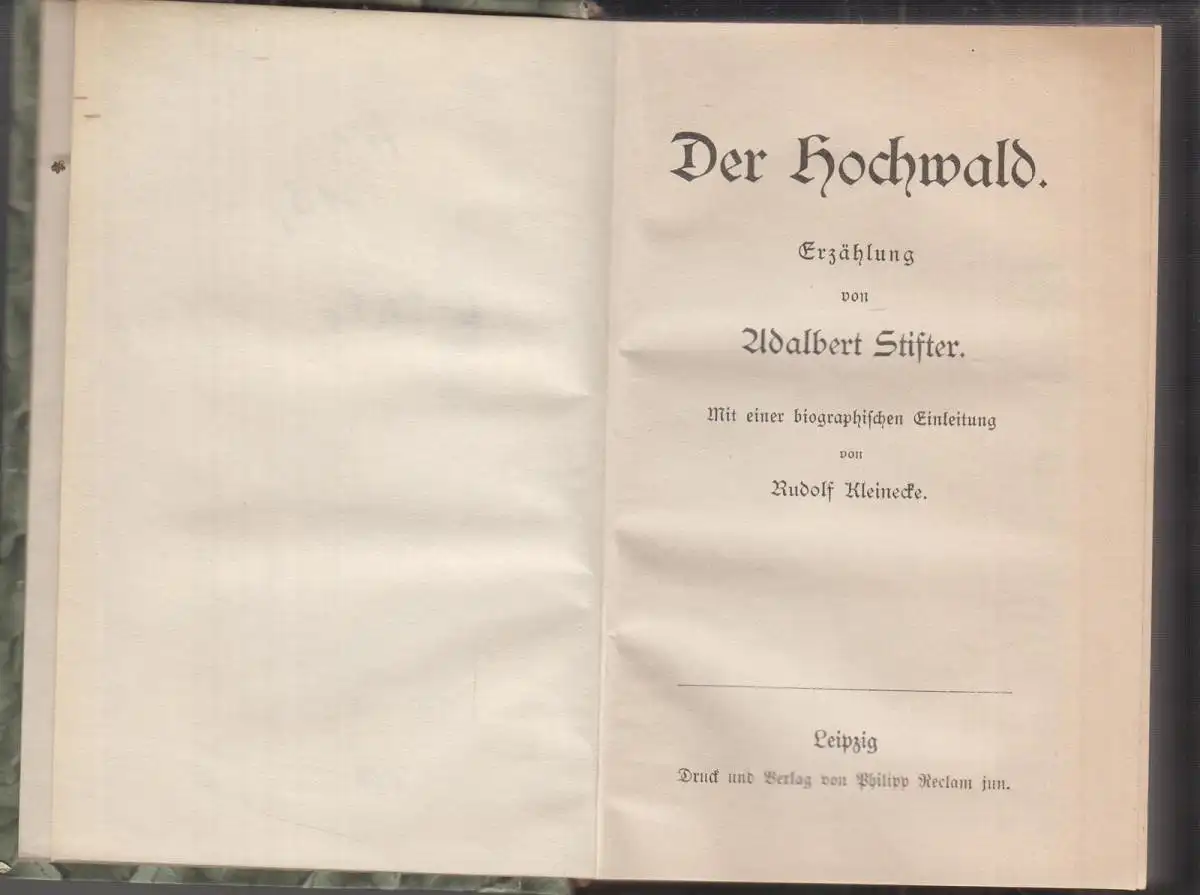 Der Hochwald.
Erzählung
von
Adalbert Stifter.
Mit einer biographiſchen Einleitung
von
Rudolf Kleinecke.
Leipzig
Druck und Verlag von Philipp Reclam jun.